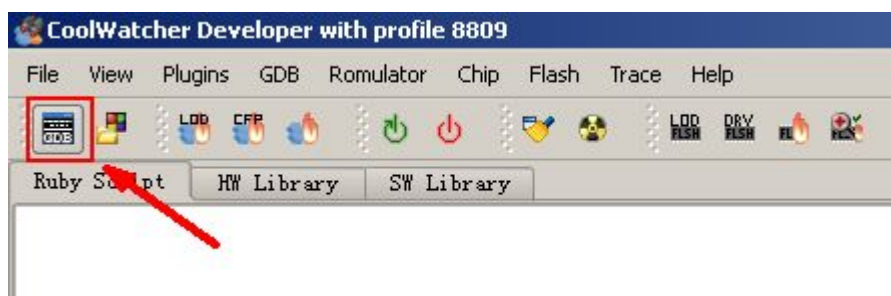 CoolWatcher Developer with profile 8809
File View Plugins GDB Romulator Chip Flash Trace Help
GDB LOD CFP LOD FLSH DRV FLSH FL
Ruby Script HW Library SW Library